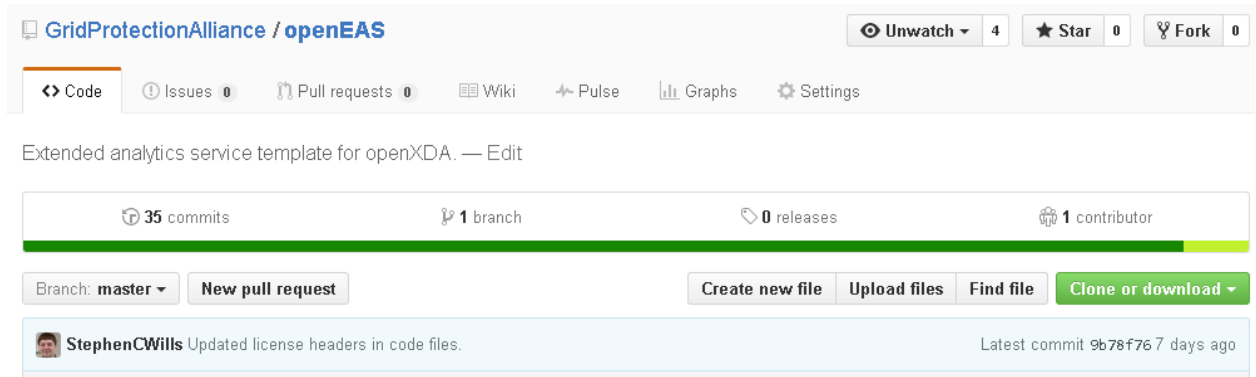 GridProtectionAlliance / openEAS
Unwatch 4 Star 0 Fork 0
Code Issues 0 Pull requests 0 Wiki Pulse Graphs Settings
Extended analytics service template for openXDA. — Edit
35 commits 1 branch 0 releases 1 contributor
Branch: master New pull request Create new file Upload files Find file Clone or download
StephenCWills Updated license headers in code files. Latest commit 9b78f76 7 days ago